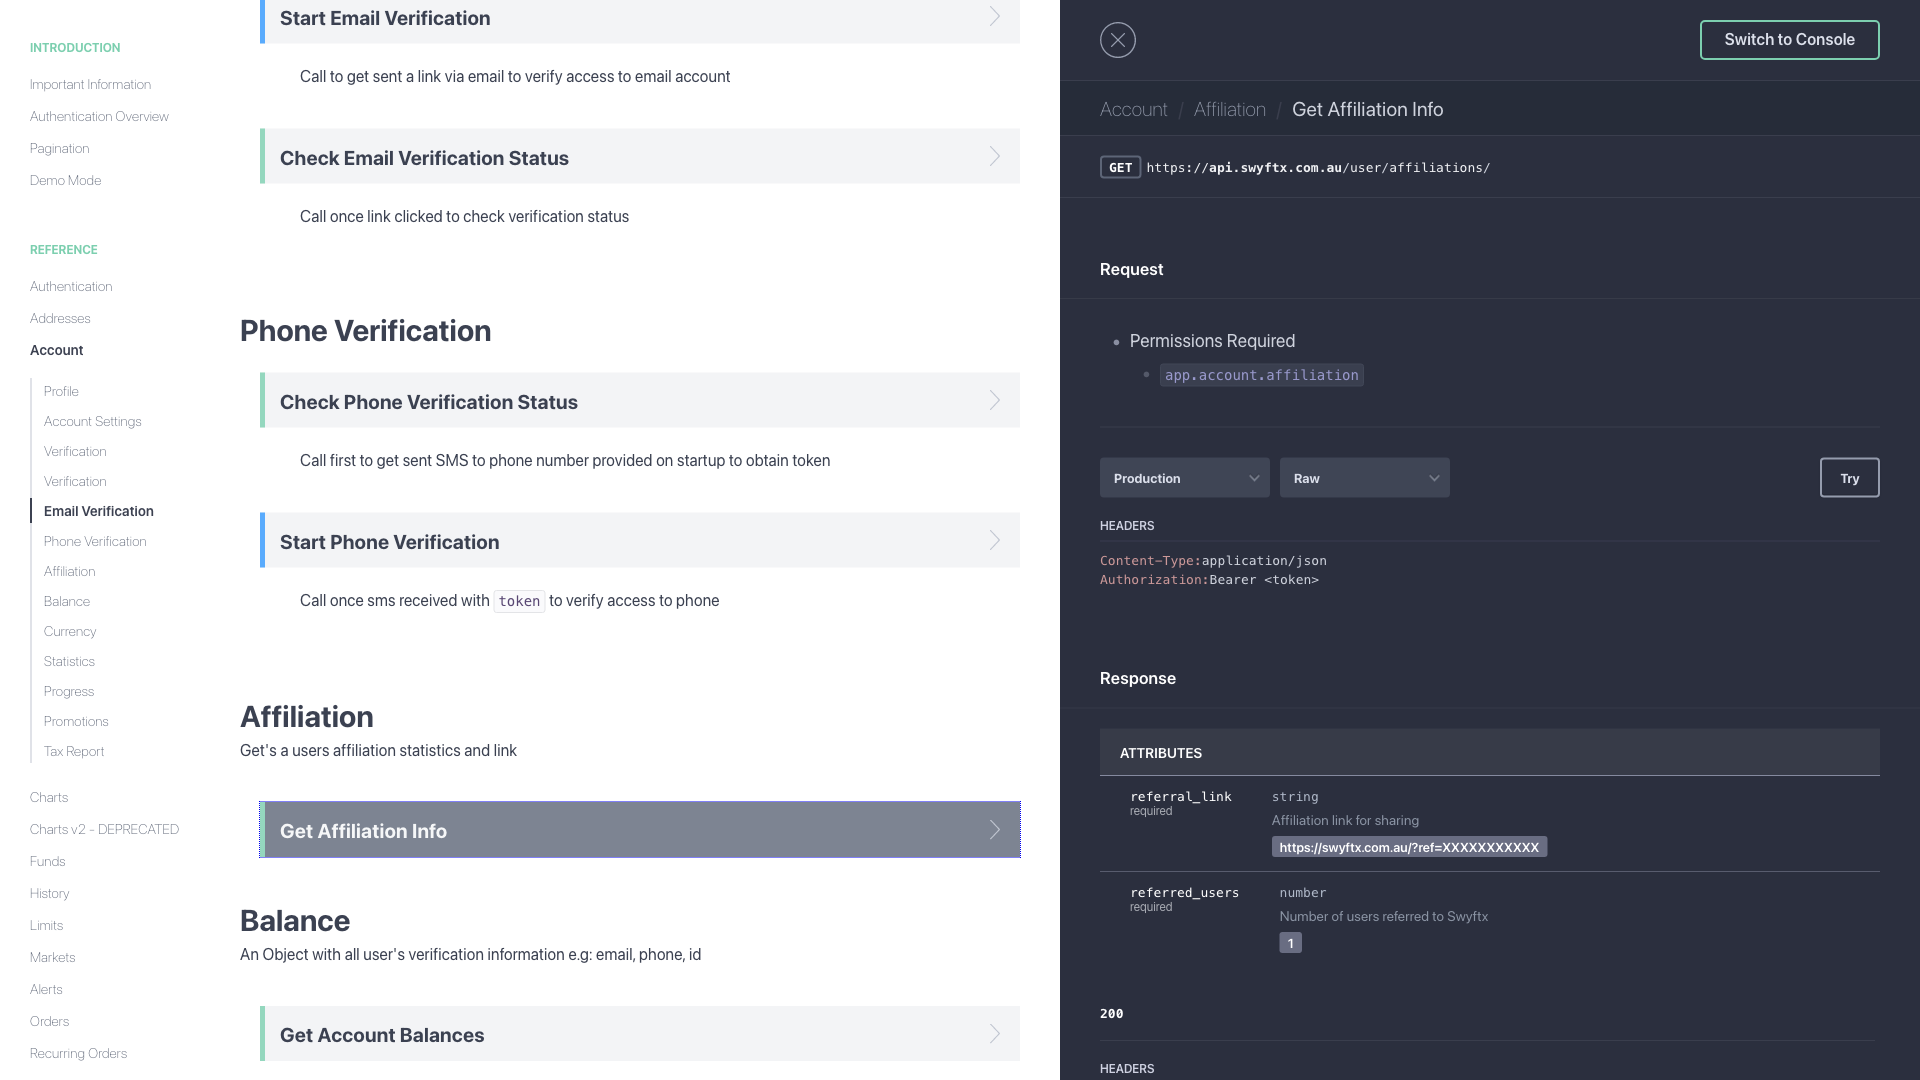 INTRODUCTION
Important Information
Authentication Overview
Pagination
Demo Mode
REFERENCE
Authentication
Addresses
Account
Profile
Account Settings
Verification
Verification
Email Verification
Phone Verification
Affiliation
Balance
Currency
Statistics
Progress
Promotions
Tax Report
Charts
Charts v2 - DEPRECATED
Funds
History
Limits
Markets
Alerts
Orders
Recurring Orders
Start Email Verification
Call to get sent a link via email to verify access to email account
Check Email Verification Status
Call once link clicked to check verification status
Phone Verification
Check Phone Verification Status
Call first to get sent SMS to phone number provided on startup to obtain token
Start Phone Verification
Call once sms received with token to verify access to phone
Affiliation
Get's a users affiliation statistics and link
Get Affiliation Info
Balance
An Object with all user's verification information e.g: email, phone, id
Get Account Balances
Switch to Console
Account / Affiliation / Get Affiliation Info
GET https://api.swyftx.com.au/user/affiliations/
Request
Permissions Required
app.account.affiliation
Production
Raw
Try
HEADERS
Content-Type:application/json
Authorization:Bearer <token>
Response
ATTRIBUTES
referral_link string
required
Affiliation link for sharing
https://swyftx.com.au/?ref=XXXXXXXXXXX
referred_users number
required
Number of users referred to Swyftx
1
200
HEADERS